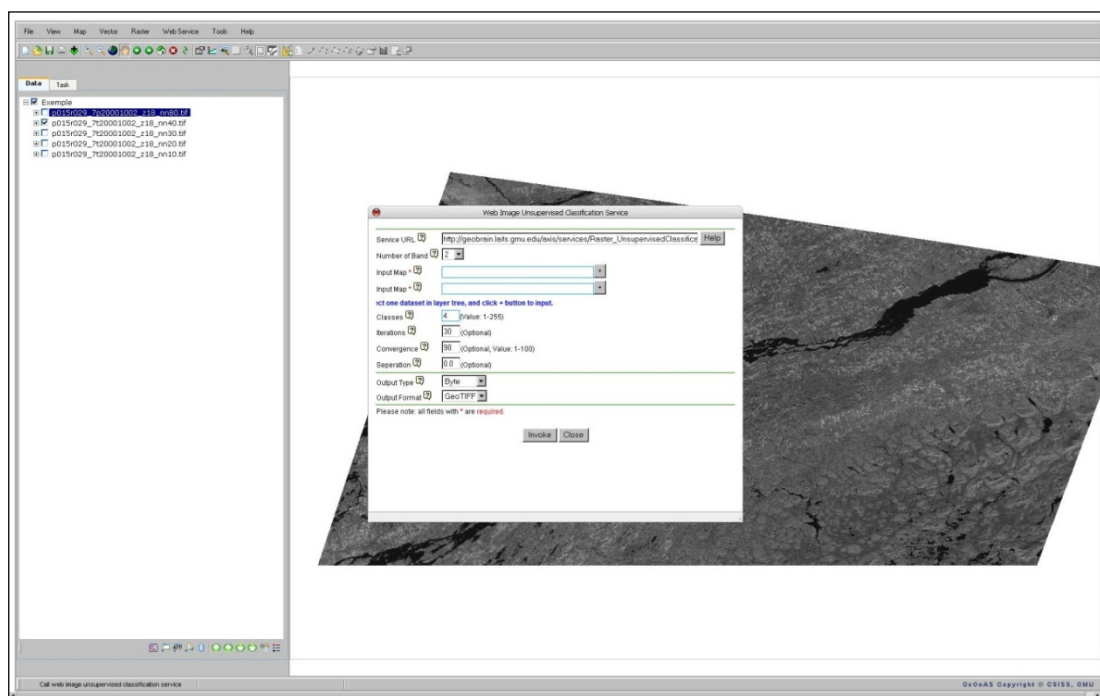 File View Map Vector Raster Web Service Tools Help
Data Task
Exemple
p015r029_7p20001002_z18_nn80.tif
p015r029_7t20001002_z18_nn40.tif
p015r029_7t20001002_z18_nn30.tif
p015r029_7t20001002_z18_nn20.tif
p015r029_7t20001002_z18_nn10.tif
Web Image Unsupervised Classification Service
Service URL http://geobrain.laits.gmu.edu/axis/services/Raster_UnsupervisedClassifica Help
Number of Band 2
Input Map * +
Input Map * +
ect one dataset in layer tree, and click + button to input.
Classes 4 (Value: 1-255)
Iterations 30 (Optional)
Convergence 98 (Optional, Value: 1-100)
Seperation 0.0 (Optional)
Output Type Byte
Output Format GeoTIFF
Please note: all fields with * are required.
Invoke Close
Call web image unsupervised classification service
GeOnAS Copyright © CSISS, GMU